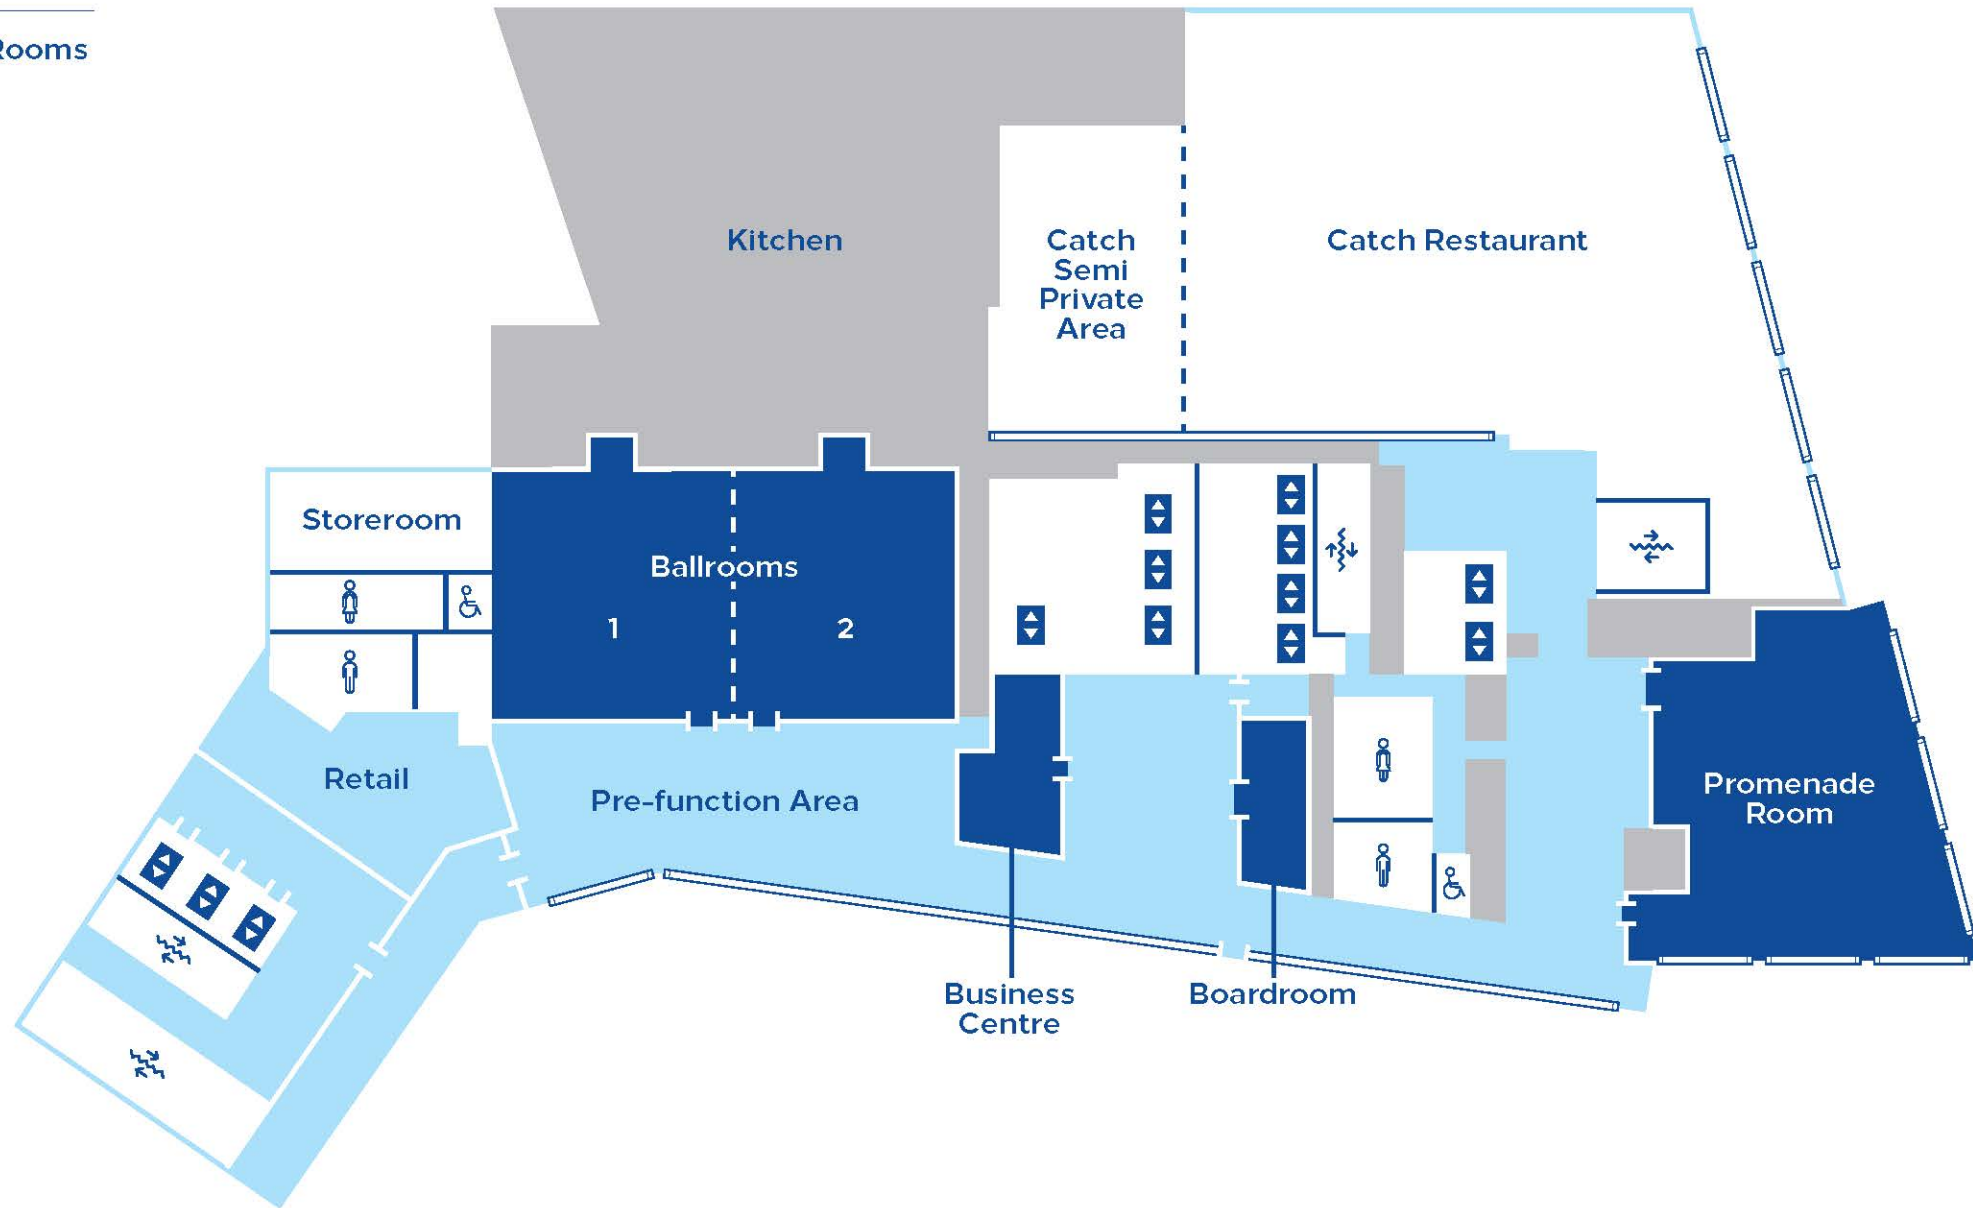 Rooms
Kitchen
Catch
Semi
Private
Area
Catch Restaurant
Storeroom
Ballrooms
1
2
Retail
Pre-function Area
Promenade
Room
Business
Centre
Boardroom